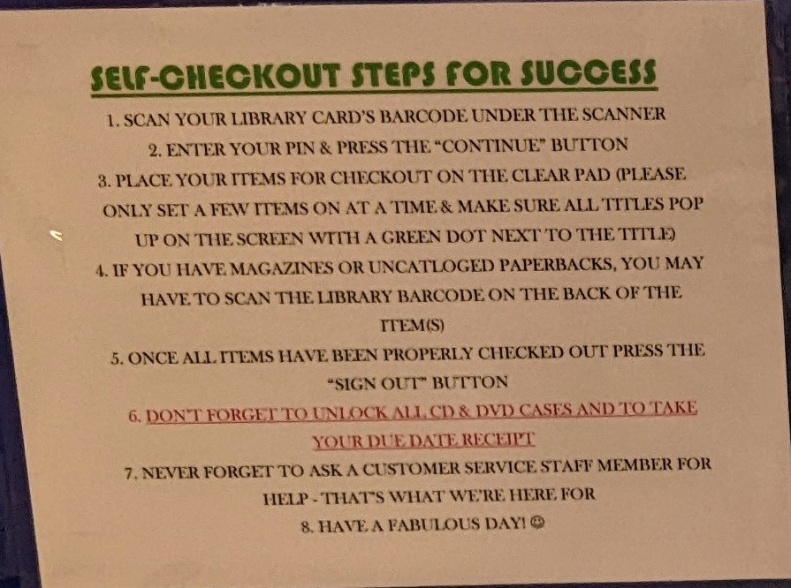 SELF-CHECKOUT STEPS FOR SUCCESS
1. SCAN YOUR LIBRARY CARD'S BARCODE UNDER THE SCANNER
2. ENTER YOUR PIN & PRESS THE "CONTINUE" BUTTON
3. PLACE YOUR ITEMS FOR CHECKOUT ON THE CLEAR PAD (PLEASE
ONLY SET A FEW ITEMS ON AT A TIME & MAKE SURE ALL TITLES POP
UP ON THE SCREEN WITH A GREEN DOT NEXT TO THE TITLE)
4. IF YOU HAVE MAGAZINES OR UNCATLOGED PAPERBACKS, YOU MAY
HAVE TO SCAN THE LIBRARY BARCODE ON THE BACK OF THE
ITEM(S)
5. ONCE ALL ITEMS HAVE BEEN PROPERLY CHECKED OUT PRESS THE
"SIGN OUT" BUTTON
6. DON'T FORGET TO UNLOCK ALL CD & DVD CASES AND TO TAKE
YOUR DUE DATE RECEIPT
7. NEVER FORGET TO ASK A CUSTOMER SERVICE STAFF MEMBER FOR
HELP - THAT'S WHAT WE'RE HERE FOR
8. HAVE A FABULOUS DAY! ☺